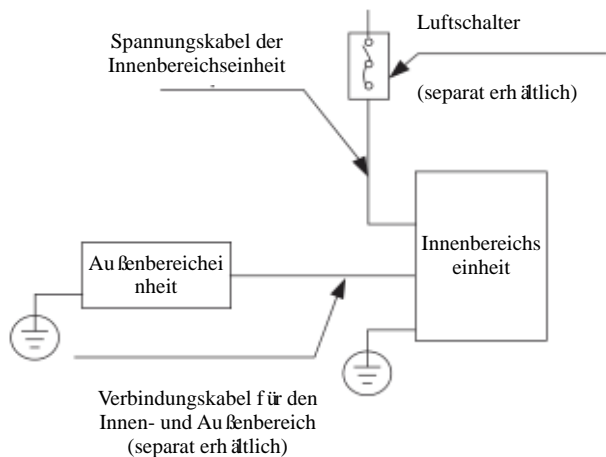 Spannungskabel der
Innenbereichseinheit
Luftschalter
(separat erhältlich)
Außenbereichei
nheit
Innenbereichs
einheit
Verbindungskabel für den
Innen- und Außenbereich
(separat erhältlich)